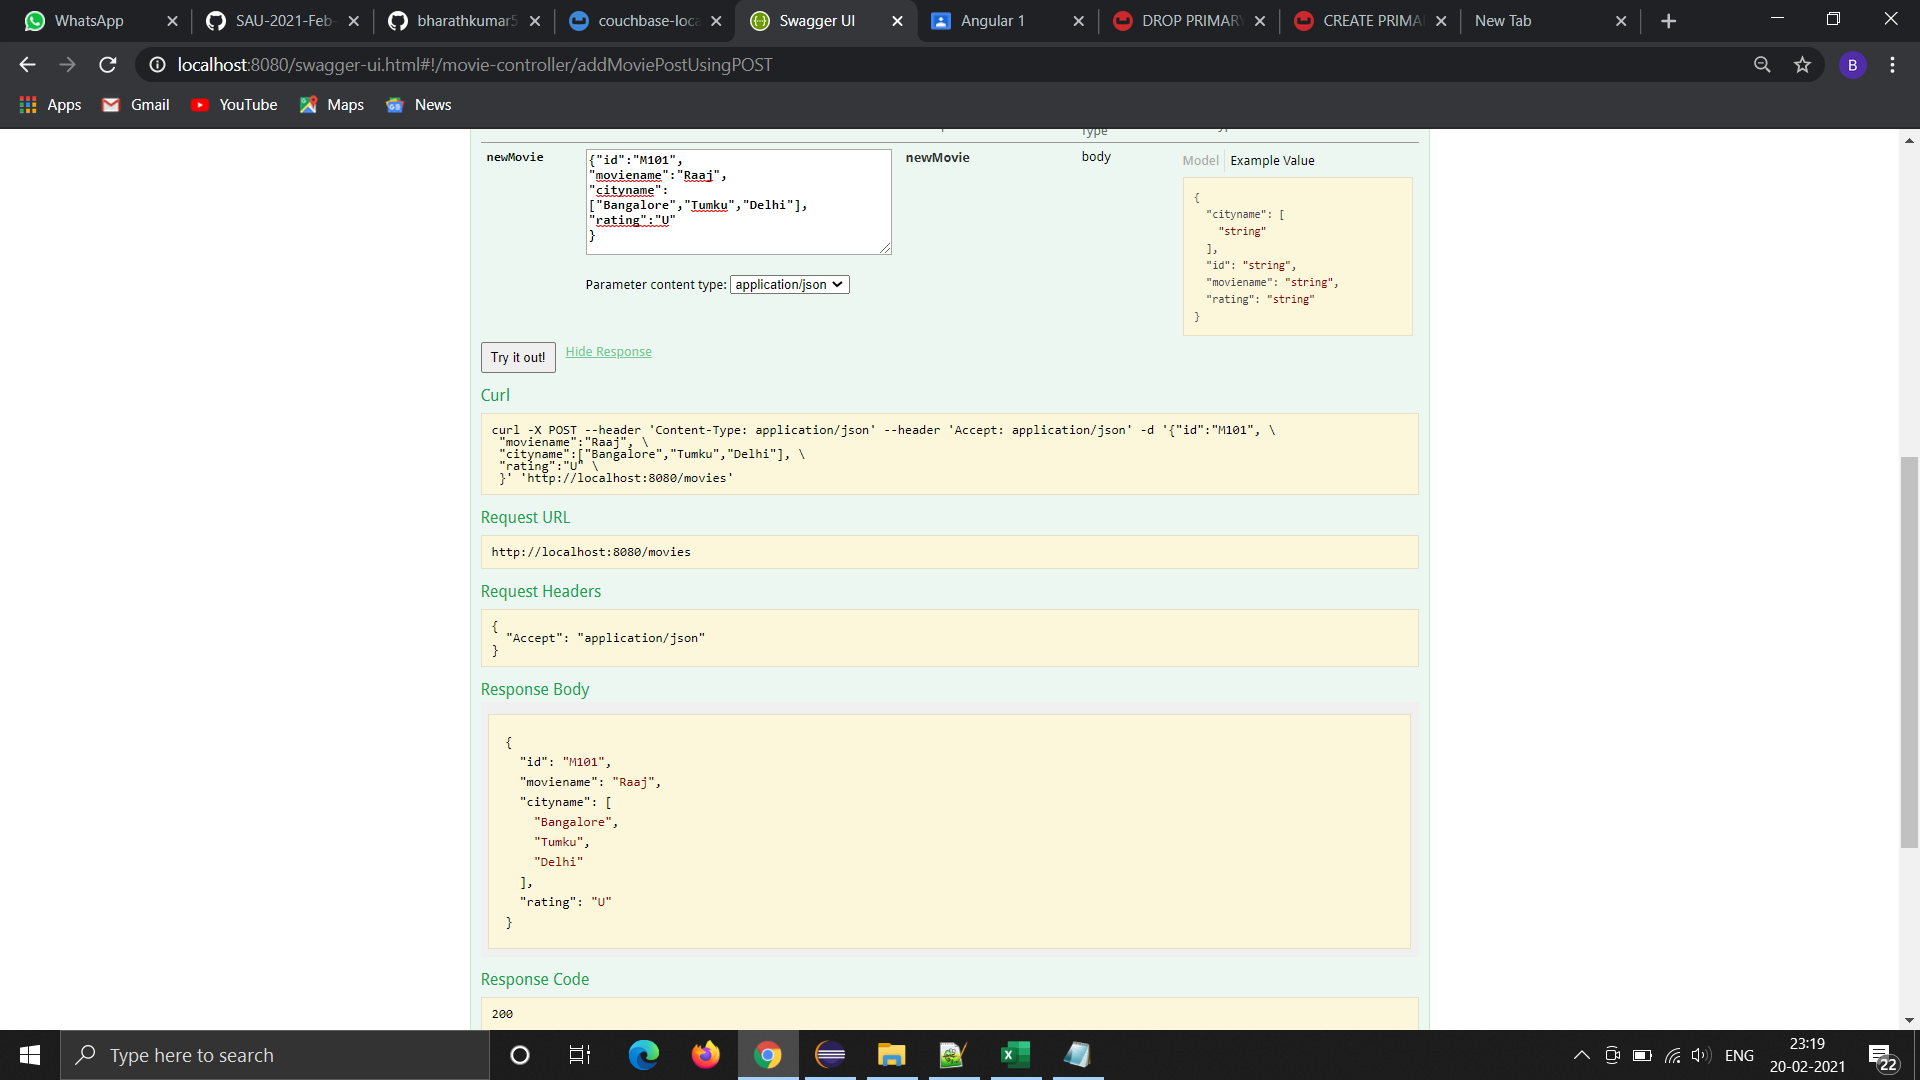 WhatsApp
SAU-2021-Feb-
bharathkumar5
couchbase-loca
Swagger UI
Angular 1
DROP PRIMARY
CREATE PRIMA
New Tab
localhost:8080/swagger-ui.html#!/movie-controller/addMoviePostUsingPOST
B
Apps
Gmail
YouTube
Maps
News
Type
newMovie
{"id":"M101",
"moviename":"Raaj",
"cityname":
["Bangalore","Tumku","Delhi"],
"rating":"U"
}
newMovie
body
Model
Example Value
{
"cityname": [
"string"
],
"id": "string",
"moviename": "string",
"rating": "string"
}
Parameter content type: application/json
Try it out!
Hide Response
Curl
curl -X POST --header 'Content-Type: application/json' --header 'Accept: application/json' -d '{"id":"M101", \
"moviename":"Raaj", \
"cityname":["Bangalore","Tumku","Delhi"], \
"rating":"U" \
}' 'http://localhost:8080/movies'
Request URL
http://localhost:8080/movies
Request Headers
{
"Accept": "application/json"
}
Response Body
{
"id": "M101",
"moviename": "Raaj",
"cityname": [
"Bangalore",
"Tumku",
"Delhi"
],
"rating": "U"
}
Response Code
200
Type here to search
ENG
23:19
20-02-2021
22